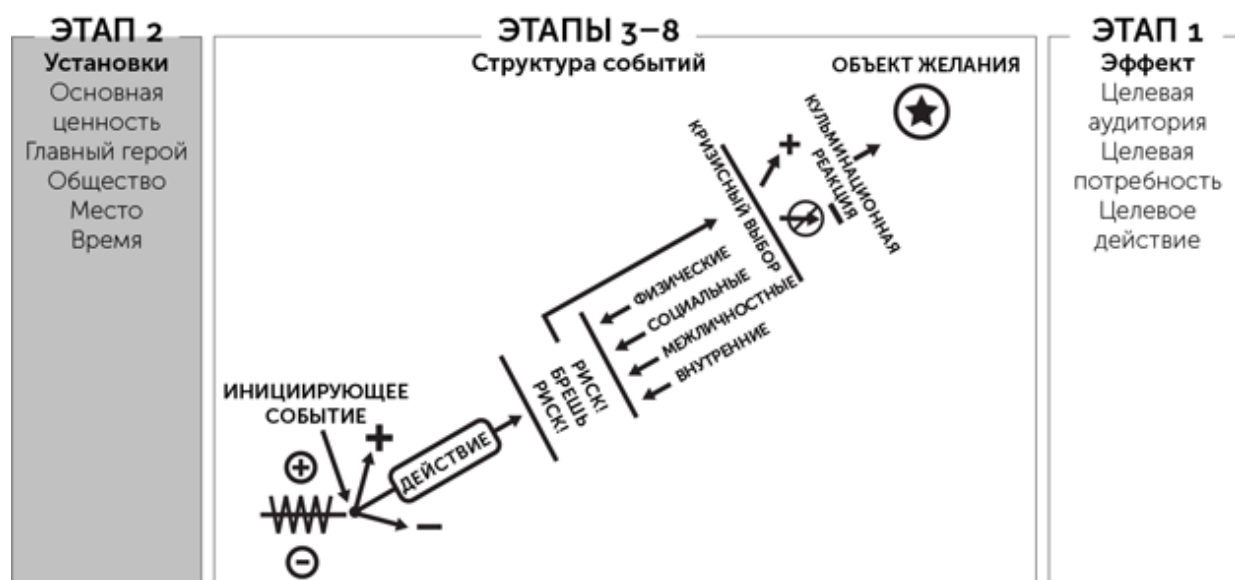 ЭТАП 2
Установки
Основная
ценность
Главный герой
Общество
Место
Время
ЭТАПЫ 3–8
Структура событий
ОБЪЕКТ ЖЕЛАНИЯ
КУЛЬМИНАЦИОННАЯ
РЕАКЦИЯ
КРИЗИСНЫЙ ВЫБОР
ФИЗИЧЕСКИЕ
СОЦИАЛЬНЫЕ
МЕЖЛИЧНОСТНЫЕ
ВНУТРЕННИЕ
РИСК!
БРЕШЬ
РИСК!
ИНИЦИИРУЮЩЕЕ
СОБЫТИЕ
ДЕЙСТВИЕ
ЭТАП 1
Эффект
Целевая
аудитория
Целевая
потребность
Целевое
действие